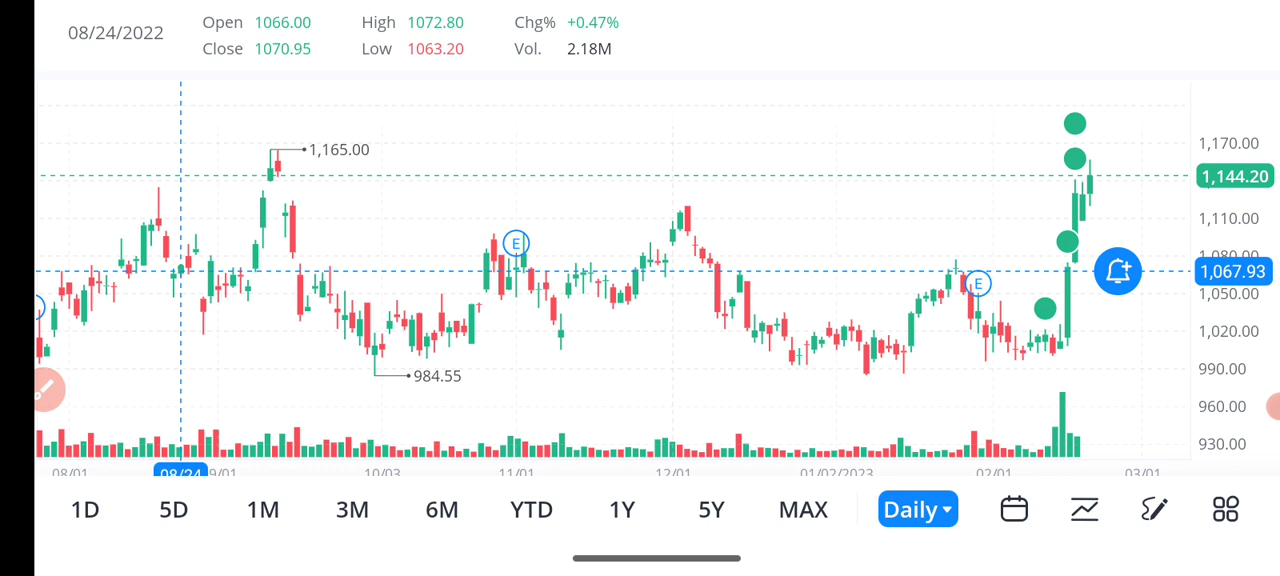 08/24/2022 Open 1066.00 High 1072.80 Chg% +0.47%
Close 1070.95 Low 1063.20 Vol. 2.18M
1,165.00
984.55
E
E
1,170.00
1,144.20
1,110.00
1,080.00
1,067.93
1,050.00
1,020.00
990.00
960.00
930.00
08/01 08/24 9/01 10/03 11/01 12/01 01/02/2023 02/01 03/01
1D 5D 1M 3M 6M YTD 1Y 5Y MAX Daily